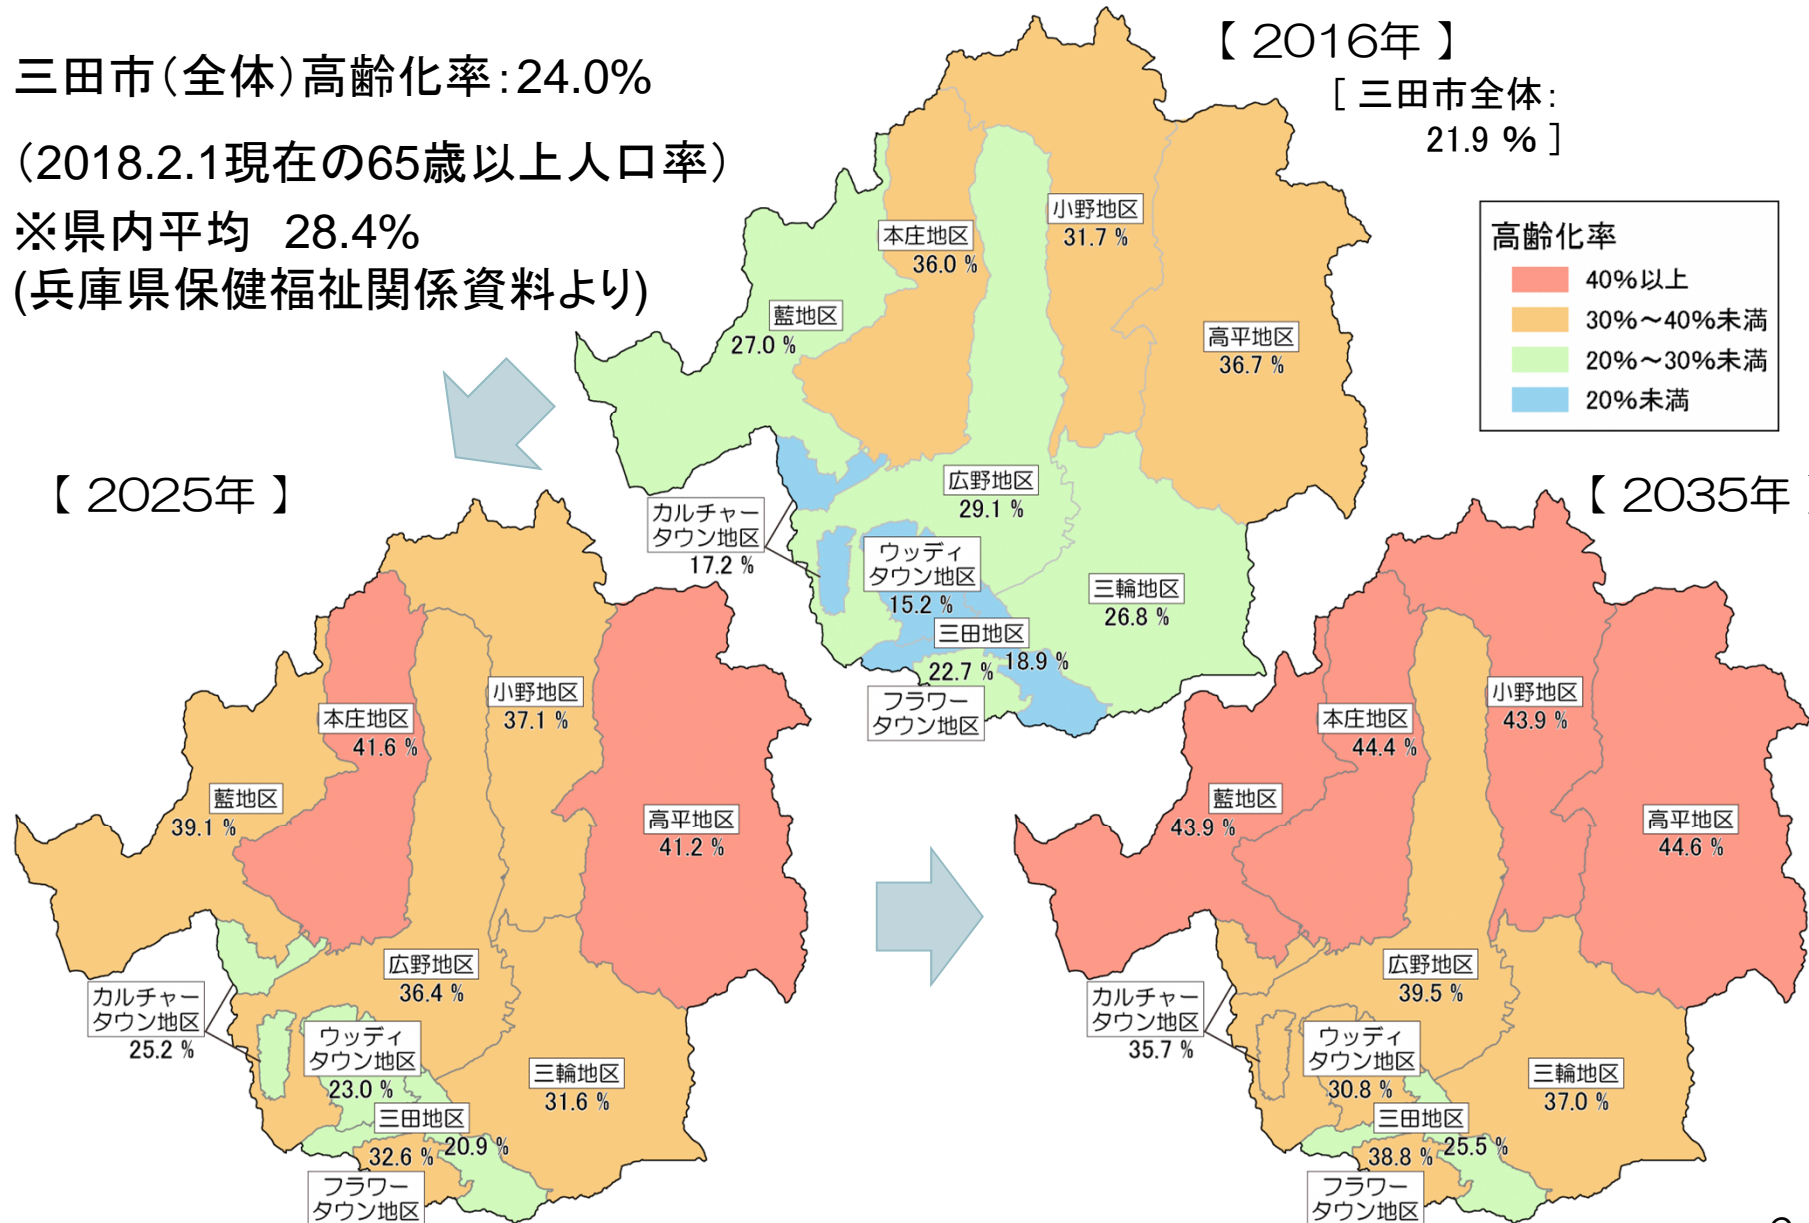 三田市(全体)高齢化率:24.0%
(2018.2.1現在の65歳以上人口率)
※県内平均 28.4%
(兵庫県保健福祉関係資料より)
【 2016年 】
[ 三田市全体:
21.9 % ]
高齢化率
40%以上
30%~40%未満
20%~30%未満
20%未満
小野地区
31.7 %
本庄地区
36.0 %
藍地区
27.0 %
高平地区
36.7 %
広野地区
29.1 %
カルチャー
タウン地区
17.2 %
ウッディ
タウン地区
15.2 %
三輪地区
26.8 %
三田地区
18.9 %
22.7 %
フラワー
タウン地区
【 2025年 】
小野地区
37.1 %
本庄地区
41.6 %
藍地区
39.1 %
高平地区
41.2 %
広野地区
36.4 %
カルチャー
タウン地区
25.2 %
ウッディ
タウン地区
23.0 %
三輪地区
31.6 %
三田地区
20.9 %
32.6 %
フラワー
タウン地区
【 2035年 】
小野地区
43.9 %
本庄地区
44.4 %
藍地区
43.9 %
高平地区
44.6 %
広野地区
39.5 %
カルチャー
タウン地区
35.7 %
ウッディ
タウン地区
30.8 %
三輪地区
37.0 %
三田地区
25.5 %
38.8 %
フラワー
タウン地区